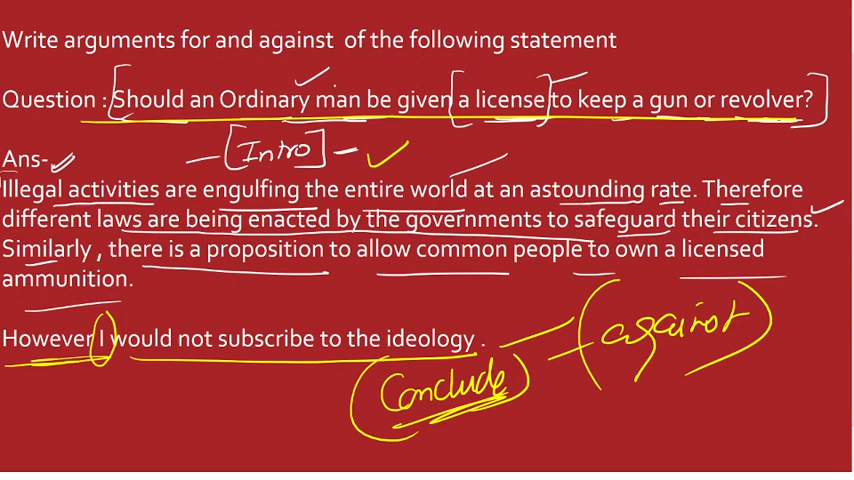 Write arguments for and against of the following statement
Question : Should an Ordinary man be given a license to keep a gun or revolver?
Ans- — [Intro] —
Illegal activities are engulfing the entire world at an astounding rate. Therefore
different laws are being enacted by the governments to safeguard their citizens.
Similarly , there is a proposition to allow common people to own a licensed
ammunition.
However I would not subscribe to the ideology .
against
Conclude